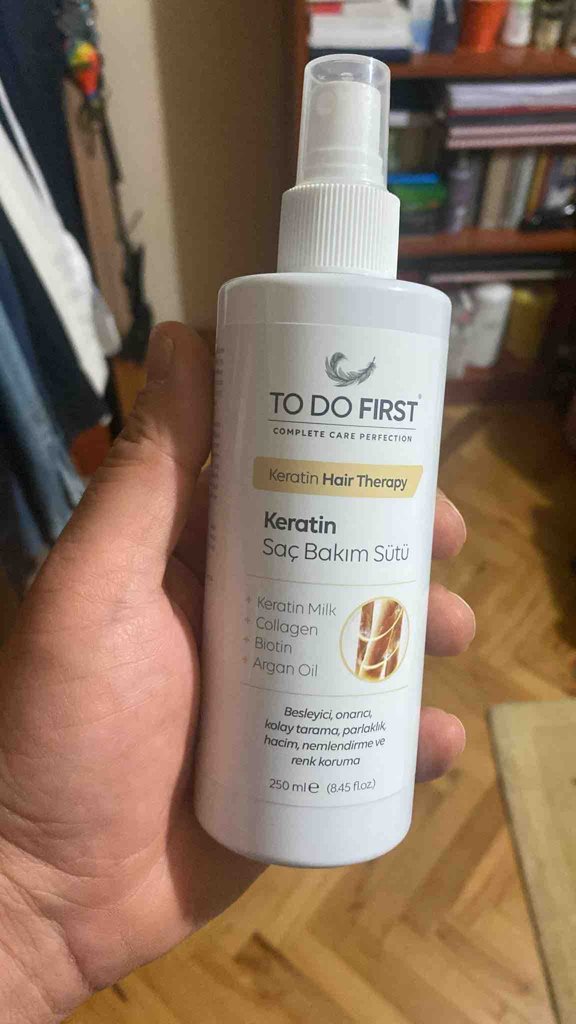 TO DO FIRST®
COMPLETE CARE PERFECTION
Keratin Hair Therapy
Keratin
Saç Bakım Sütü
+ Keratin Milk
+ Collagen
+ Biotin
+ Argan Oil
Besleyici, onarıcı,
kolay tarama, parlaklık,
hacim, nemlendirme ve
renk koruma
250 ml e (8.45 fl.oz.)